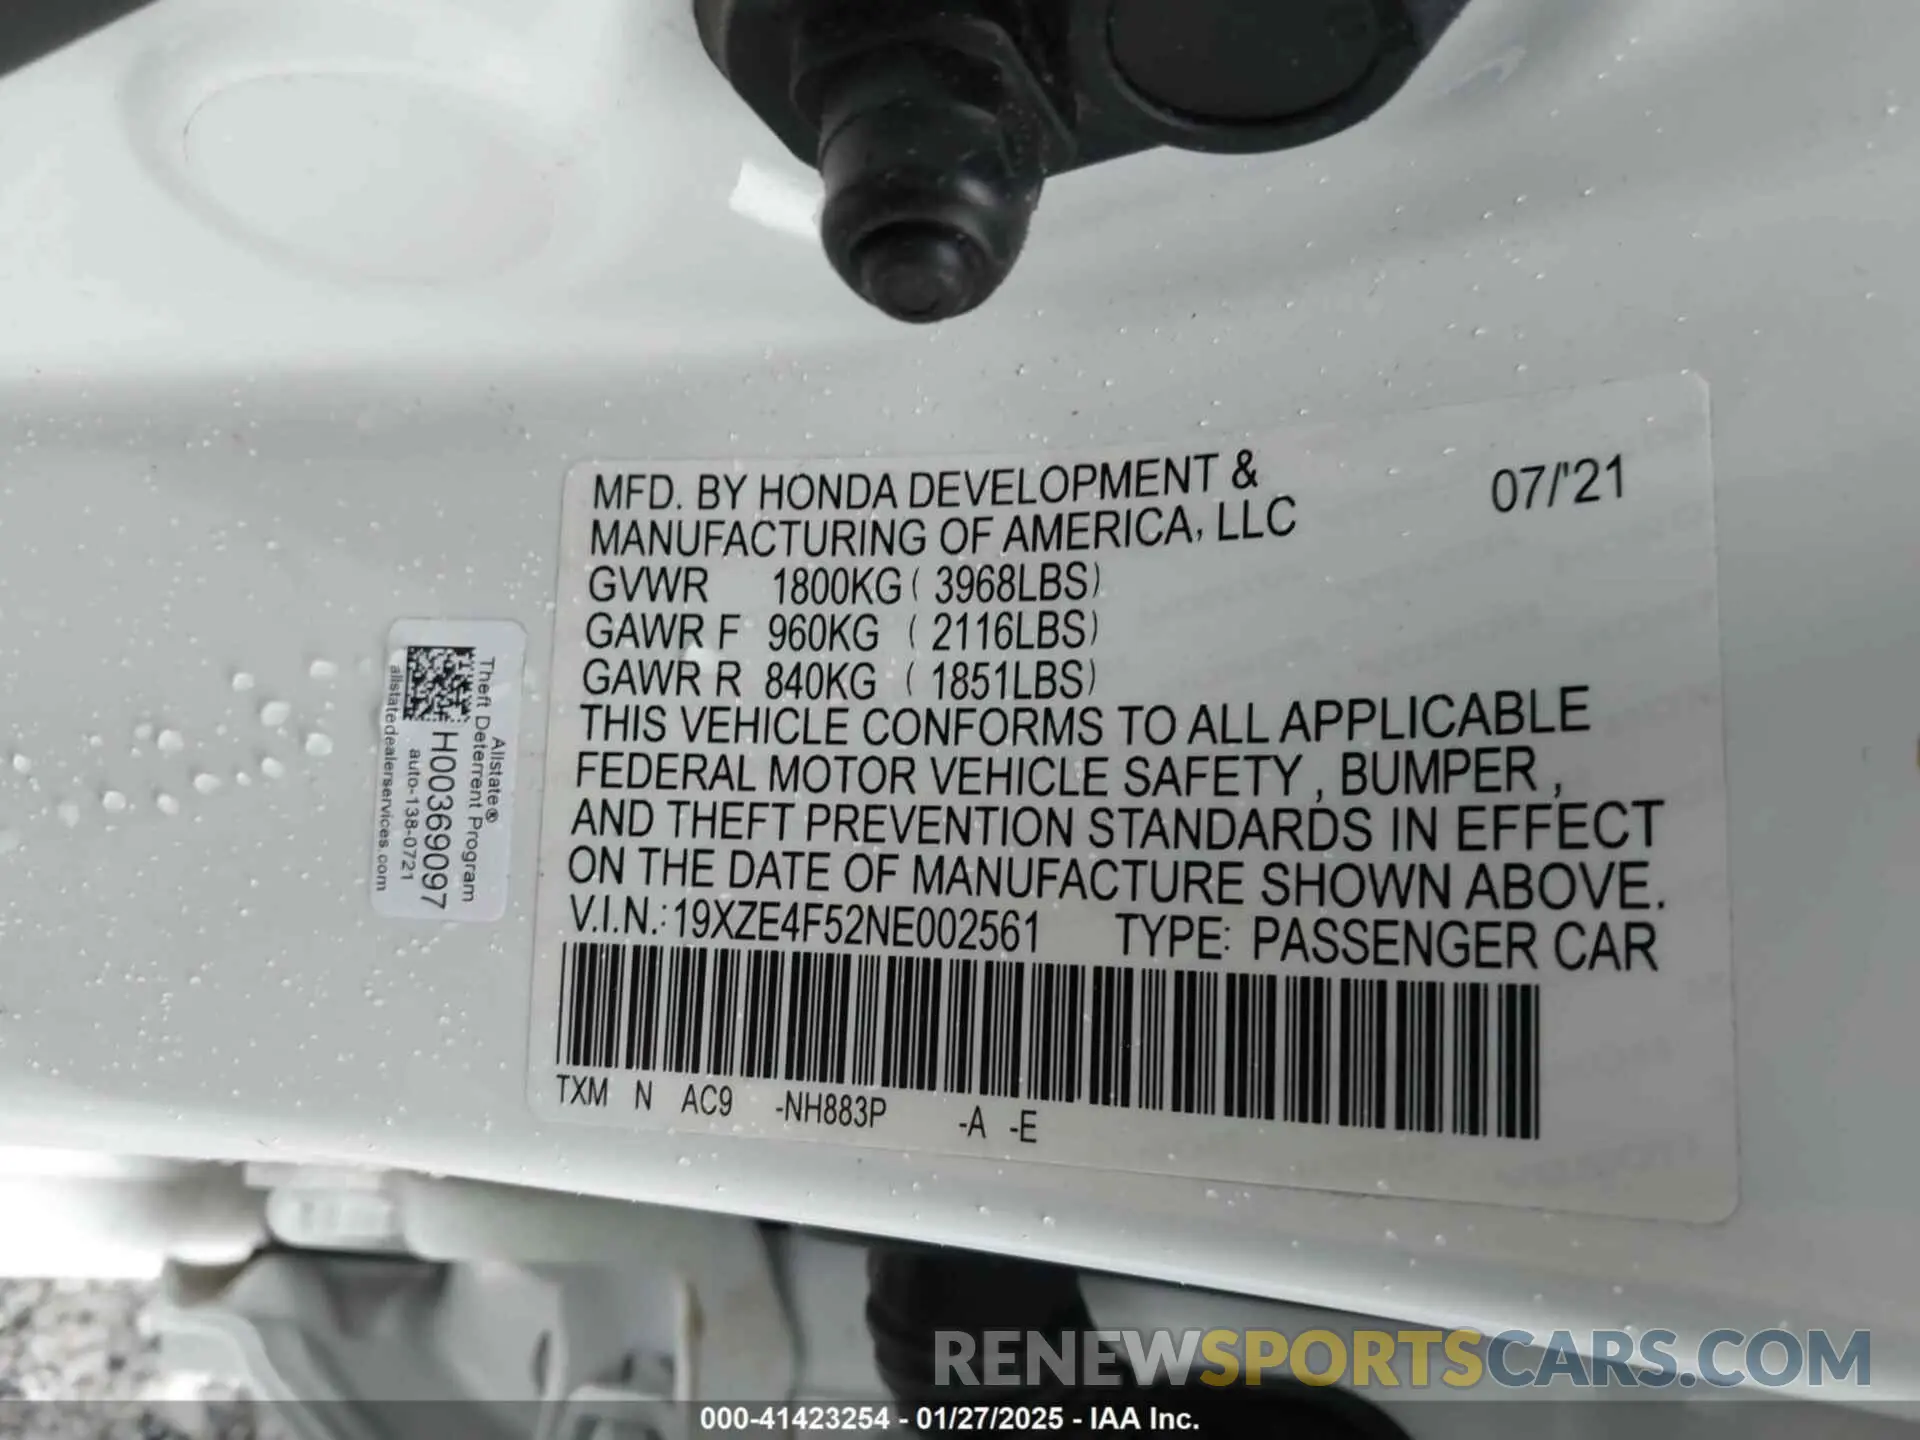 MFD. BY HONDA DEVELOPMENT &
MANUFACTURING OF AMERICA, LLC
07/'21
GVWR 1800KG ( 3968LBS)
GAWR F 960KG ( 2116LBS)
GAWR R 840KG ( 1851LBS)
THIS VEHICLE CONFORMS TO ALL APPLICABLE
FEDERAL MOTOR VEHICLE SAFETY , BUMPER ,
AND THEFT PREVENTION STANDARDS IN EFFECT
ON THE DATE OF MANUFACTURE SHOWN ABOVE.
V.I.N.: 19XZE4F52NE002561 TYPE: PASSENGER CAR
TXM N AC9 -NH883P -A -E
Allstate®
Theft Deterrent Program
H00369097
auto-138-0721
allstatedealerservices.com
RENEWSPORTSCARS.COM
000-41423254 - 01/27/2025 - IAA Inc.